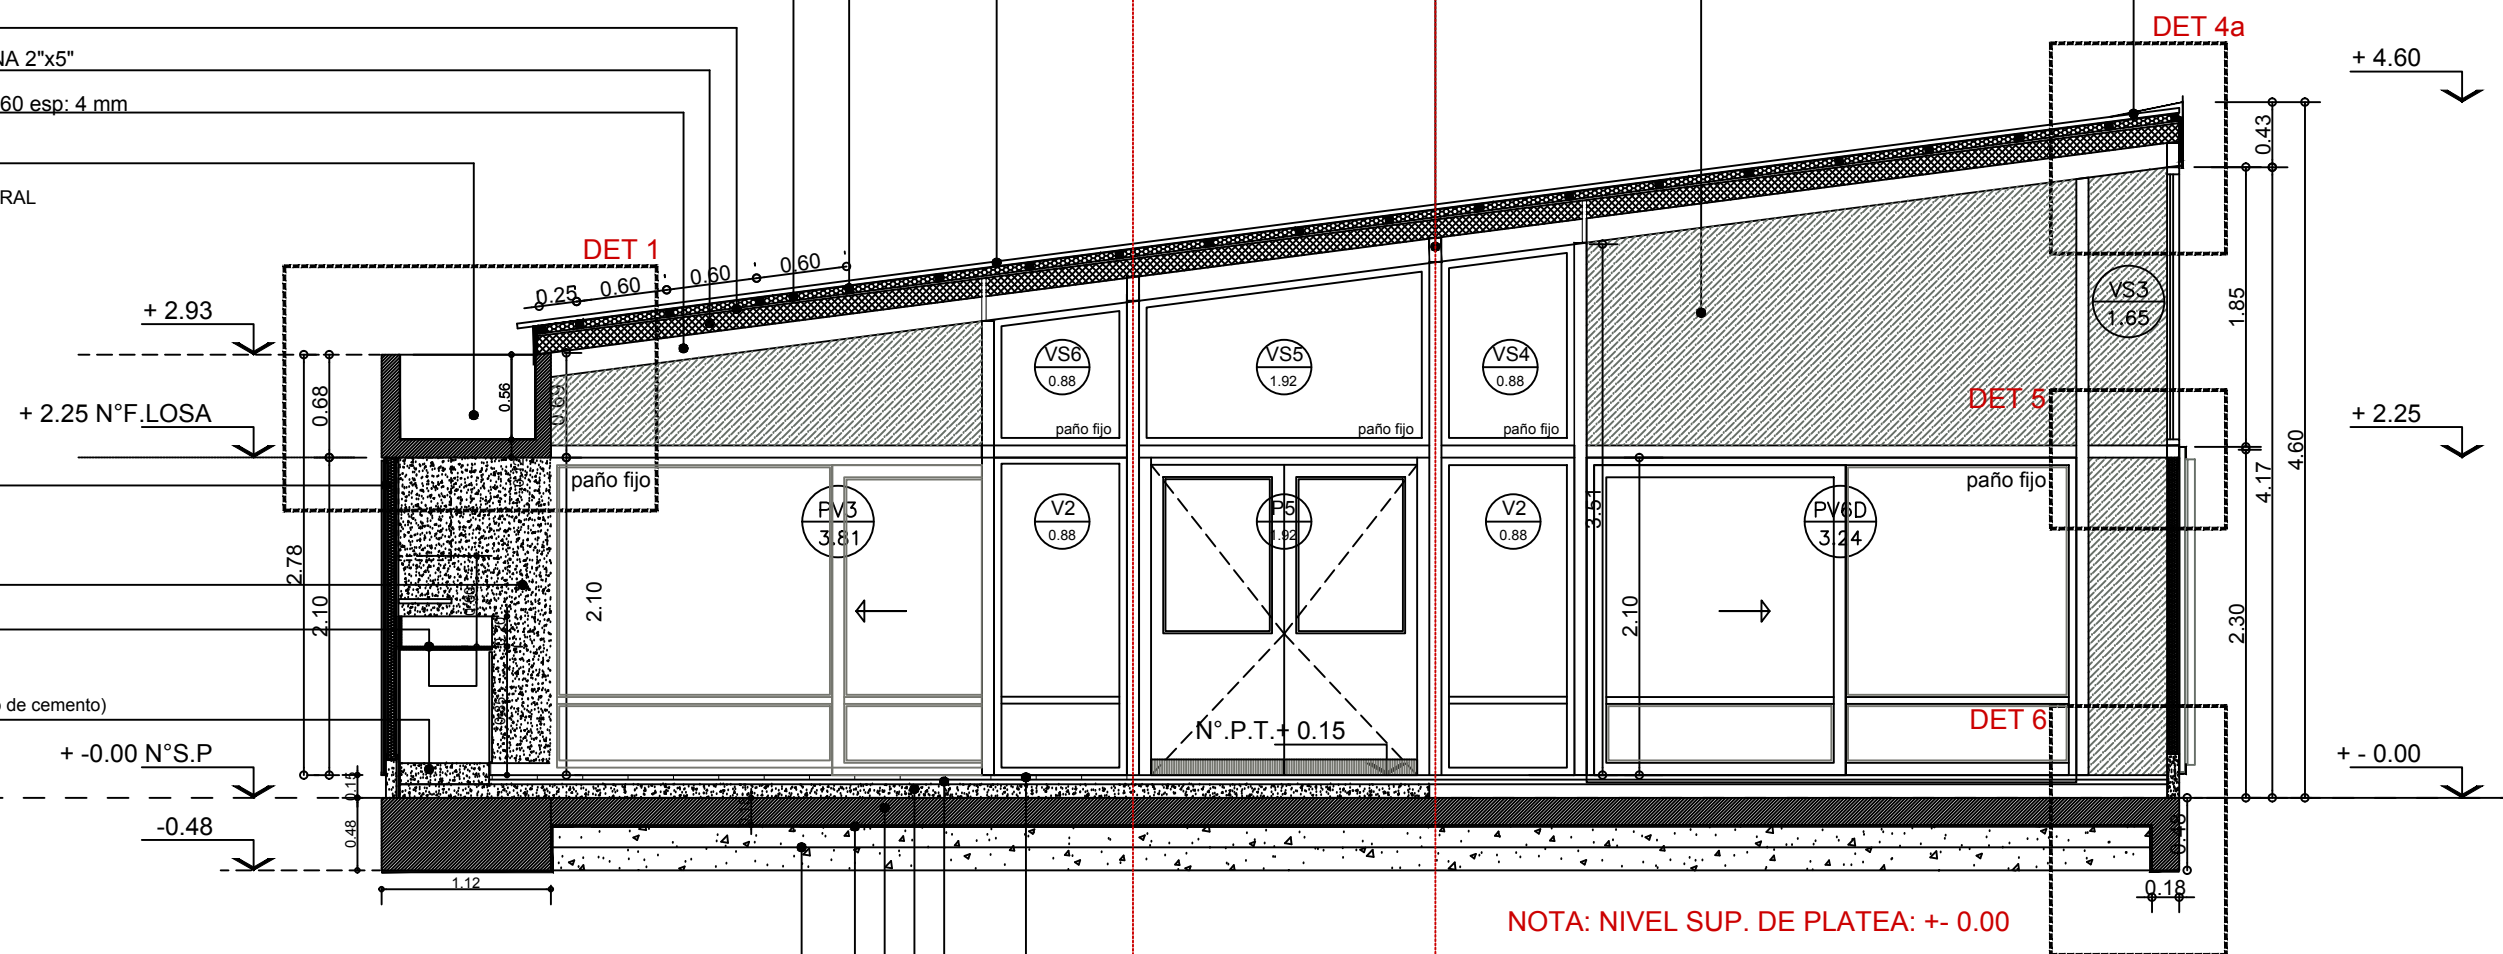 DET 4a
NA 2"x5"
+ 4.60
60 esp: 4 mm
0.43
RAL
DET 1
0.25
0.60
0.60
0.60
+ 2.93
VS3
1.65
1.85
VS6
0.88
VS5
1.92
VS4
0.88
0.56
0.69
0.68
DET 5
+ 2.25 N°F.LOSA
+ 2.25
paño fijo
paño fijo
paño fijo
4.60
4.17
paño fijo
paño fijo
PV3
3.81
V2
0.88
P5
1.92
V2
0.88
3.51
PV6D
3.24
2.78
2.10
2.10
2.10
2.30
o de cemento)
DET 6
N°.P.T.+ 0.15
+ -0.00 N°S.P
+ - 0.00
0.15
-0.48
0.48
0.48
1.12
0.18
NOTA: NIVEL SUP. DE PLATEA: +- 0.00